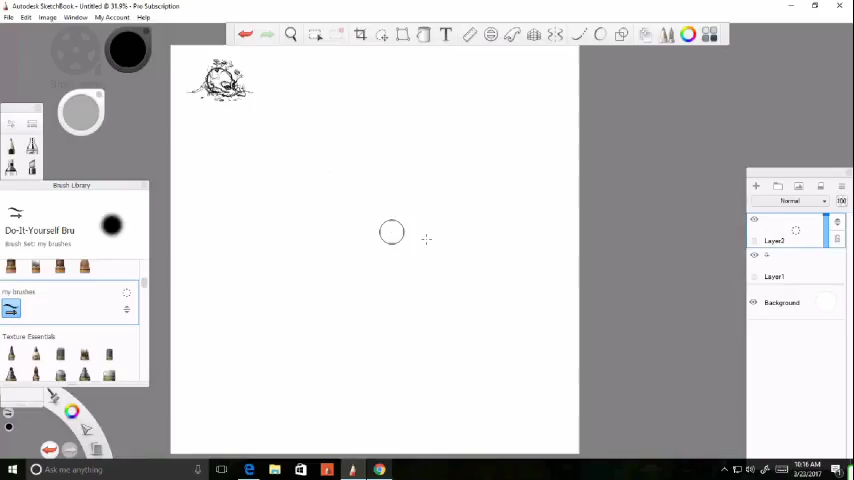 Autodesk SketchBook - Untitled @ 31.9% - Pre Subscription
File Edit Image Window My Account Help
Brush Library
Do-It-Yourself Bru
Brush Set: my brushes
my brushes
Texture Essentials
T
100
Normal
Layer2
Layer1
Background
Ask me anything
10:16 AM
3/23/2017